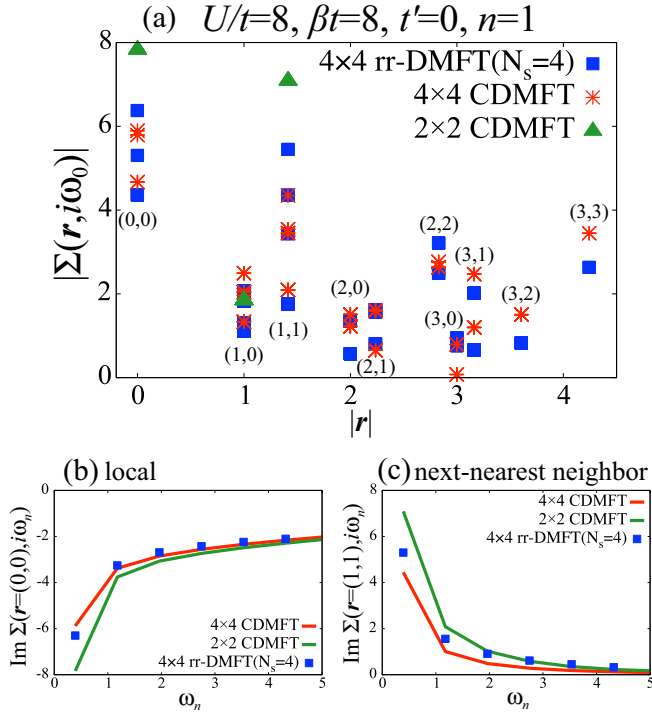 (a) U/t=8, βt=8, t'=0, n=1
|Σ(r,iω₀)|
8
6
4
2
0
4×4 rr-DMFT(Nₛ=4)
4×4 CDMFT
2×2 CDMFT
(0,0)
(1,0)
(1,1)
(2,0)
(2,1)
(2,2)
(3,0)
(3,1)
(3,2)
(3,3)
0 1 2 3 4
|r|
(b) local
Im Σ(r=(0,0),iωₙ)
0
-2
-4
-6
-8
4×4 CDMFT
2×2 CDMFT
4×4 rr-DMFT(Nₛ=4)
0 1 2 3 4 5
ωₙ
(c) next-nearest neighbor
Im Σ(r=(1,1),iωₙ)
8
6
4
2
0
4×4 CDMFT
2×2 CDMFT
4×4 rr-DMFT(Nₛ=4)
0 1 2 3 4 5
ωₙ